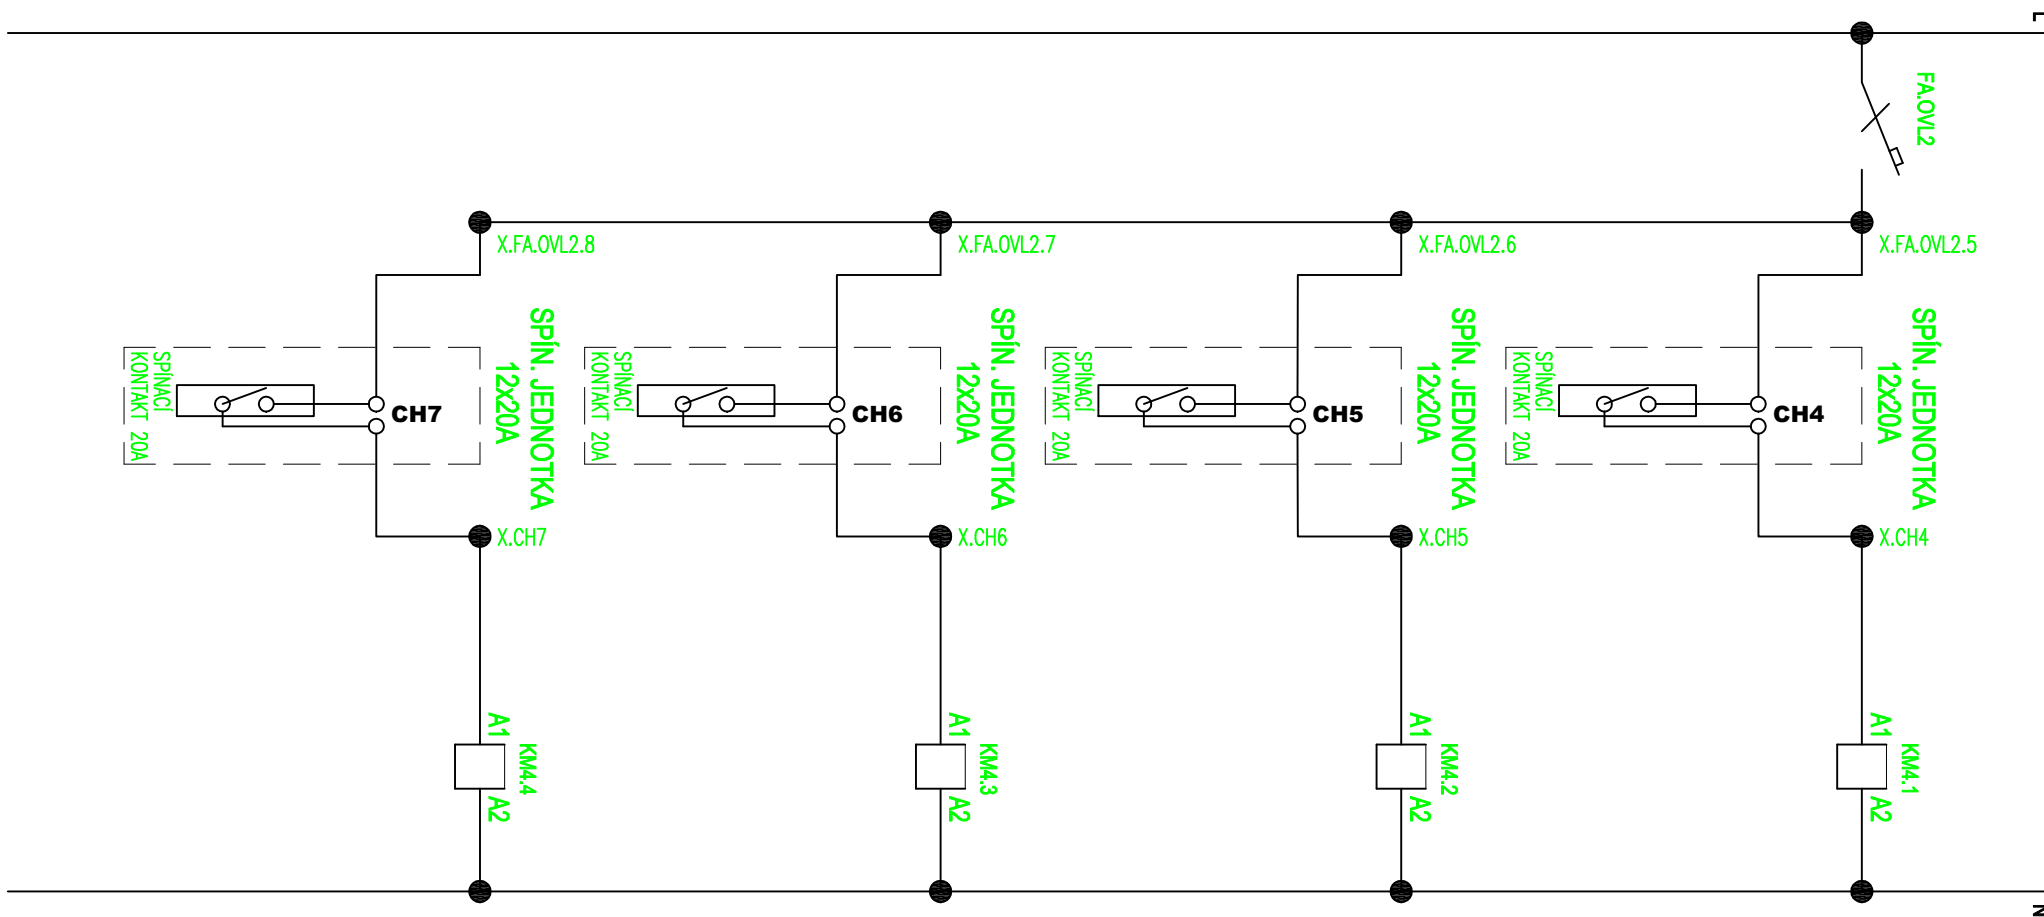 L
FA.OVL2
X.FA.OVL2.8
X.FA.OVL2.7
X.FA.OVL2.6
X.FA.OVL2.5
SPÍN. JEDNOTKA
12x20A
SPÍNACÍ
KONTAKT 20A
CH7
SPÍN. JEDNOTKA
12x20A
SPÍNACÍ
KONTAKT 20A
CH6
SPÍN. JEDNOTKA
12x20A
SPÍNACÍ
KONTAKT 20A
CH5
SPÍN. JEDNOTKA
12x20A
SPÍNACÍ
KONTAKT 20A
CH4
X.CH7
X.CH6
X.CH5
X.CH4
A1
KM4.4
A2
A1
KM4.3
A2
A1
KM4.2
A2
A1
KM4.1
A2
N